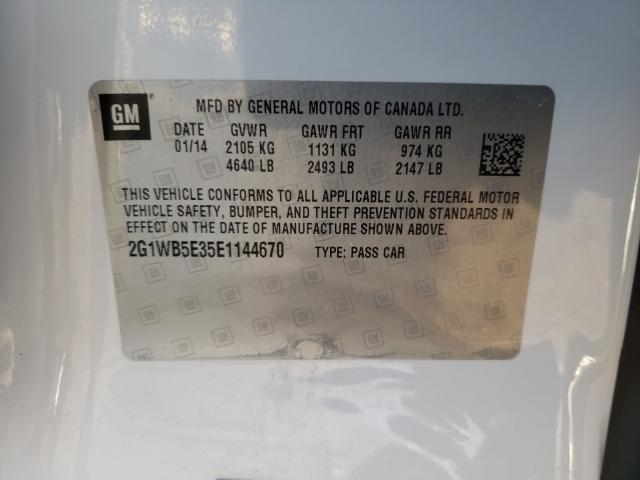 GM
MFD BY GENERAL MOTORS OF CANADA LTD.
DATE GVWR GAWR FRT GAWR RR
01/14 2105 KG 1131 KG 974 KG
4640 LB 2493 LB 2147 LB
THIS VEHICLE CONFORMS TO ALL APPLICABLE U.S. FEDERAL MOTOR
VEHICLE SAFETY, BUMPER, AND THEFT PREVENTION STANDARDS IN
EFFECT ON THE DATE OF MANUFACTURE SHOWN ABOVE.
2G1WB5E35E1144670 TYPE: PASS CAR